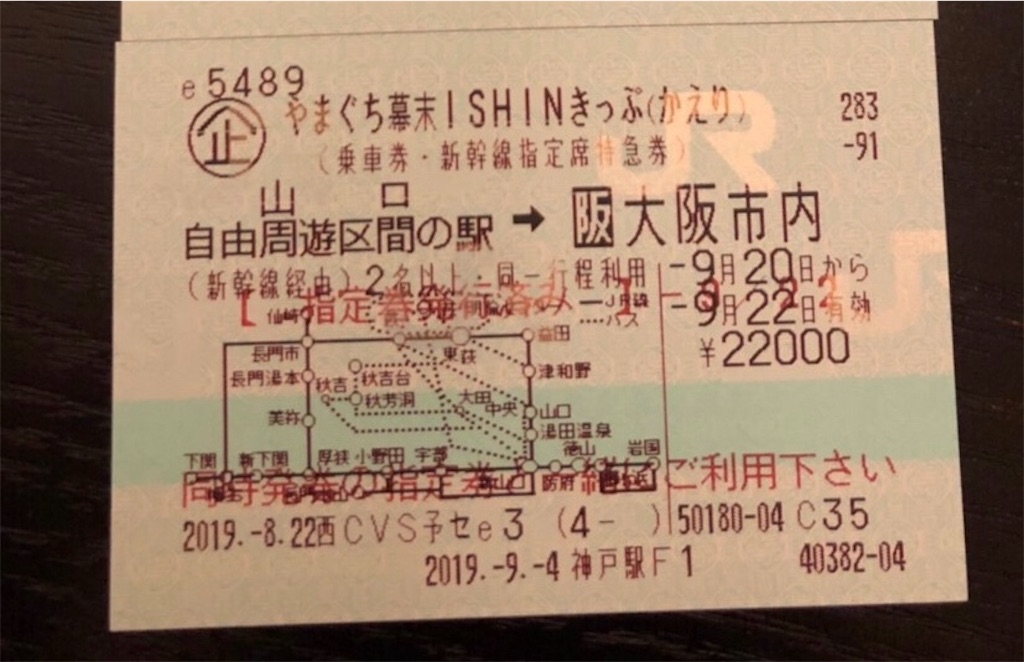 e5489
企 やまぐち幕末ISHINきっぷ(かえり) 283
(乗車券・新幹線指定席特急券) -91
山口
自由周遊区間の駅 → 阪大阪市内
(新幹線経由)2名以上・同一行程利用 -9月20日から
-9月22日有効
[ 指定券発行済み ]
JR線
バス
¥22000
仙崎
長門市
東萩
益田
長門湯本
秋吉
秋吉台
秋芳洞
大田
中央
津和野
美祢
山口
湯田温泉
下関
新下関
厚狭
小野田
宇部
防府
徳山
岩国
同時発券の指定券と一緒にご利用下さい
2019.-8.22西CVS予セe3 (4- ) 50180-04 C35
2019.-9.-4 神戸駅F1 40382-04